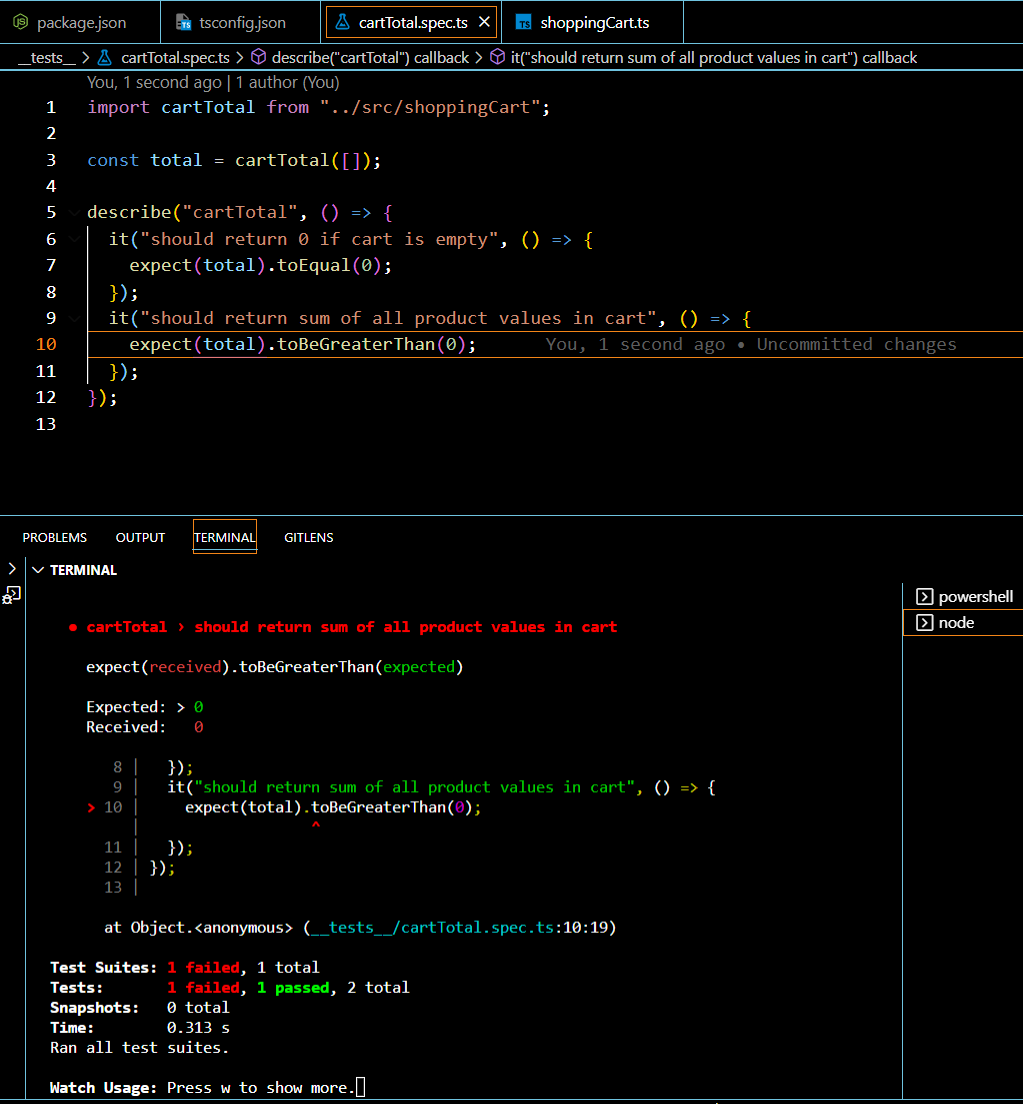 package.json
tsconfig.json
cartTotal.spec.ts
shoppingCart.ts
__tests__ > cartTotal.spec.ts > describe("cartTotal") callback > it("should return sum of all product values in cart") callback
You, 1 second ago | 1 author (You)
1 import cartTotal from "../src/shoppingCart";
2
3 const total = cartTotal([]);
4
5 describe("cartTotal", () => {
6 it("should return 0 if cart is empty", () => {
7 expect(total).toEqual(0);
8 });
9 it("should return sum of all product values in cart", () => {
10 expect(total).toBeGreaterThan(0); You, 1 second ago • Uncommitted changes
11 });
12 });
13
PROBLEMS OUTPUT TERMINAL GITLENS
TERMINAL
powershell
node
● cartTotal › should return sum of all product values in cart
expect(received).toBeGreaterThan(expected)
Expected: > 0
Received: 0
8 | });
9 | it("should return sum of all product values in cart", () => {
> 10 | expect(total).toBeGreaterThan(0);
| ^
11 | });
12 | });
13 |
at Object.<anonymous> (__tests__/cartTotal.spec.ts:10:19)
Test Suites: 1 failed, 1 total
Tests: 1 failed, 1 passed, 2 total
Snapshots: 0 total
Time: 0.313 s
Ran all test suites.
Watch Usage: Press w to show more.